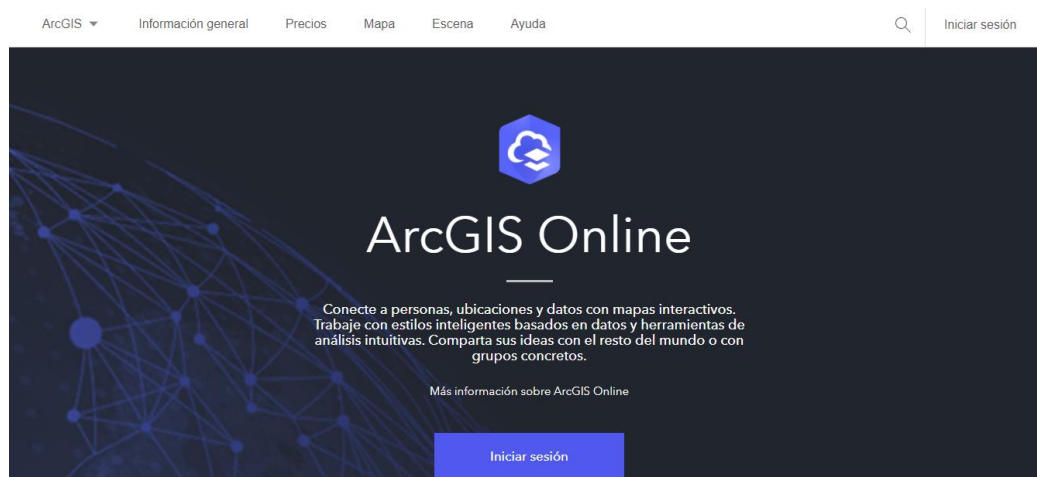 ArcGIS Información general Precios Mapa Escena Ayuda Iniciar sesión
ArcGIS Online
Conecte a personas, ubicaciones y datos con mapas interactivos.
Trabaje con estilos inteligentes basados en datos y herramientas de
análisis intuitivas. Comparta sus ideas con el resto del mundo o con
grupos concretos.
Más información sobre ArcGIS Online
Iniciar sesión